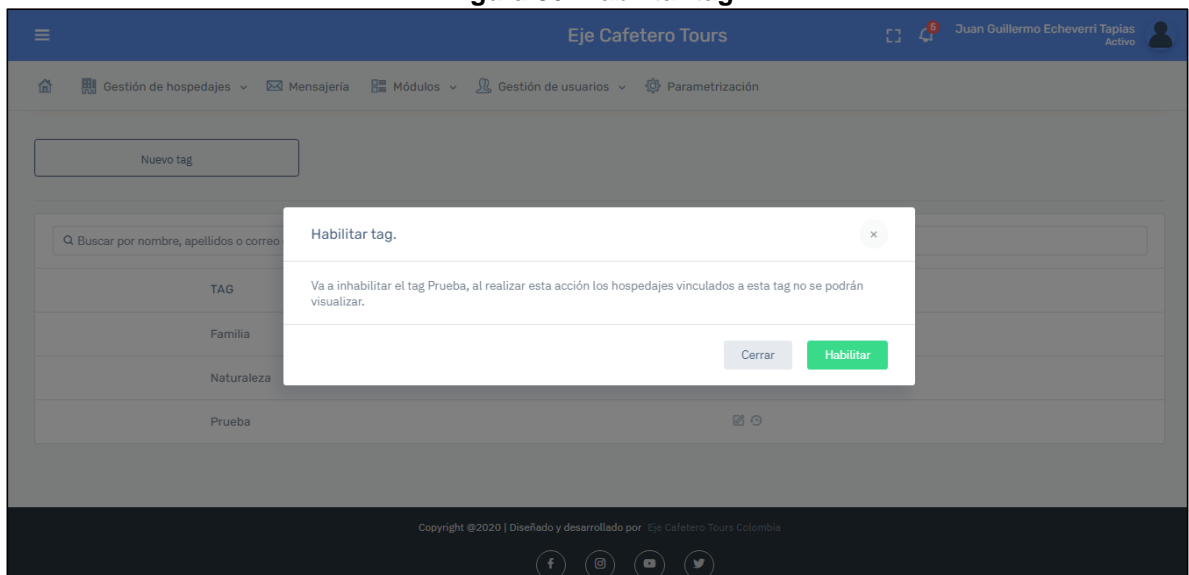 Eje Cafetero Tours
6
Juan Guillermo Echeverri Tapias
Activo
Gestión de hospedajes
Mensajería
Módulos
Gestión de usuarios
Parametrización
Nuevo tag
Habilitar tag.
×
Buscar por nombre, apellidos o correo
Va a inhabilitar el tag Prueba, al realizar esta acción los hospedajes vinculados a esta tag no se podrán
visualizar.
TAG
Familia
Cerrar
Habilitar
Naturaleza
Prueba
Copyright @2020 | Diseñado y desarrollado por Eje Cafetero Tours Colombia